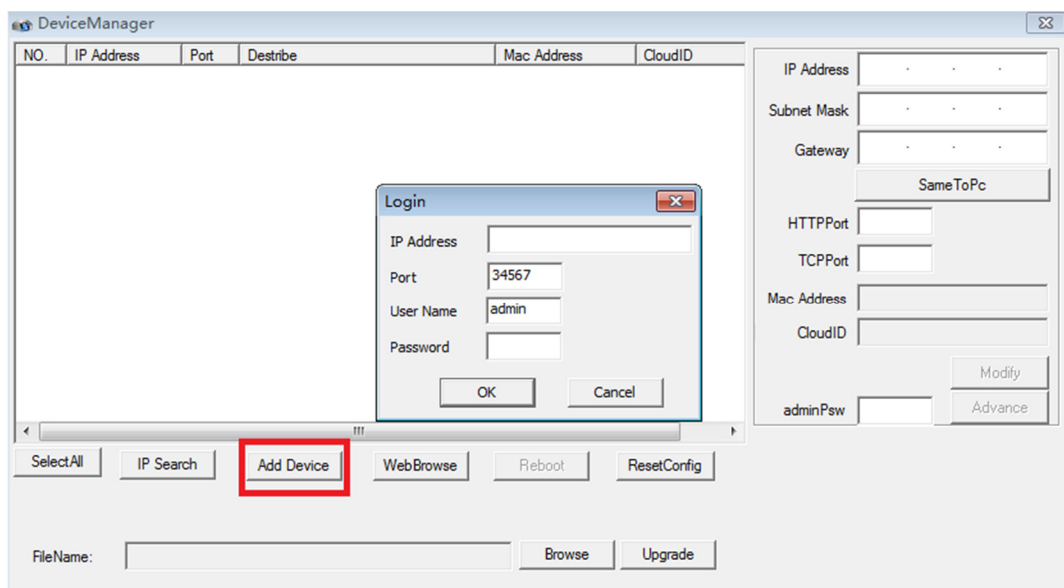 DeviceManager
NO. IP Address Port Destribe Mac Address CloudID
IP Address . . .
Subnet Mask . . .
Gateway . . .
SameToPc
HTTPPort
TCPPort
Mac Address
CloudID
Modify
adminPsw Advance
Login
IP Address
Port 34567
User Name admin
Password
OK Cancel
SelectAll IP Search Add Device WebBrowse Reboot ResetConfig
FileName: Browse Upgrade